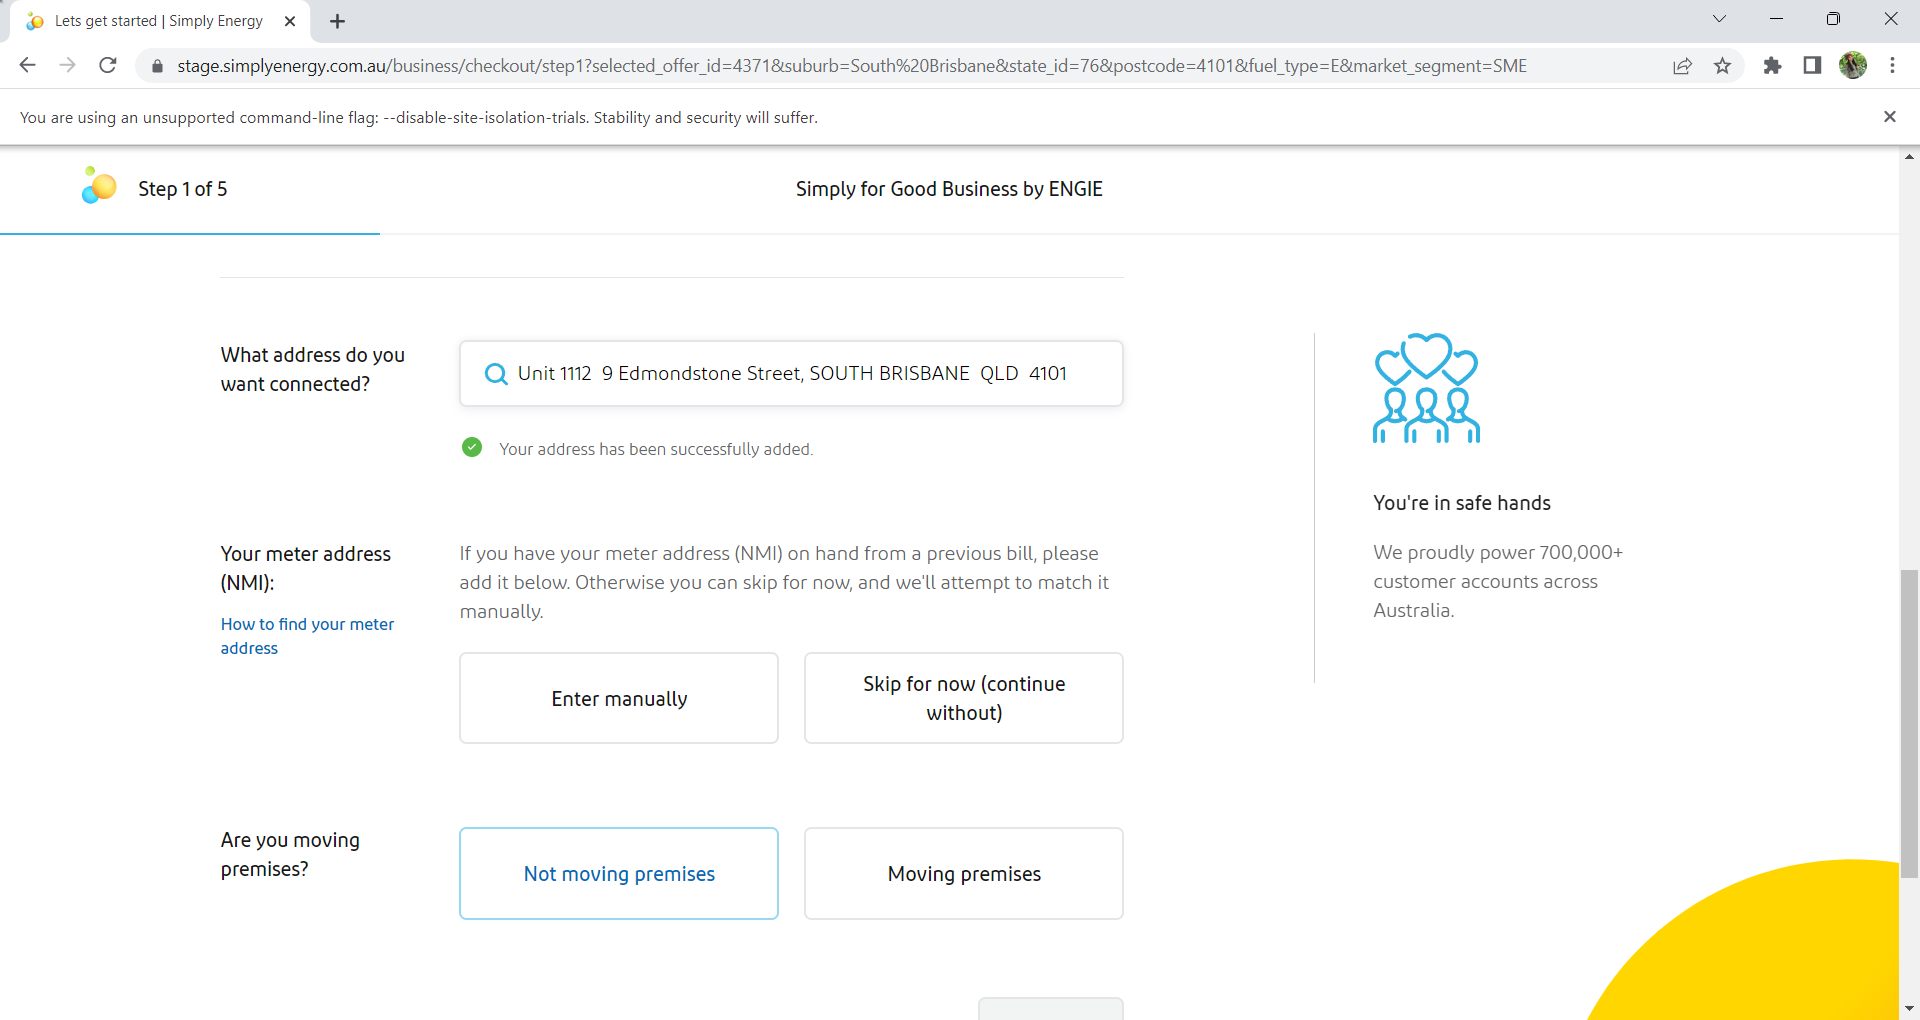 Lets get started | Simply Energy
stage.simplyenergy.com.au/business/checkout/step1?selected_offer_id=4371&suburb=South%20Brisbane&state_id=76&postcode=4101&fuel_type=E&market_segment=SME
You are using an unsupported command-line flag: --disable-site-isolation-trials. Stability and security will suffer.
Step 1 of 5
Simply for Good Business by ENGIE
What address do you
want connected?
Unit 1112  9 Edmondstone Street, SOUTH BRISBANE  QLD  4101
Your address has been successfully added.
Your meter address
(NMI):
How to find your meter
address
If you have your meter address (NMI) on hand from a previous bill, please
add it below. Otherwise you can skip for now, and we'll attempt to match it
manually.
Enter manually
Skip for now (continue
without)
Are you moving
premises?
Not moving premises
Moving premises
You're in safe hands
We proudly power 700,000+
customer accounts across
Australia.